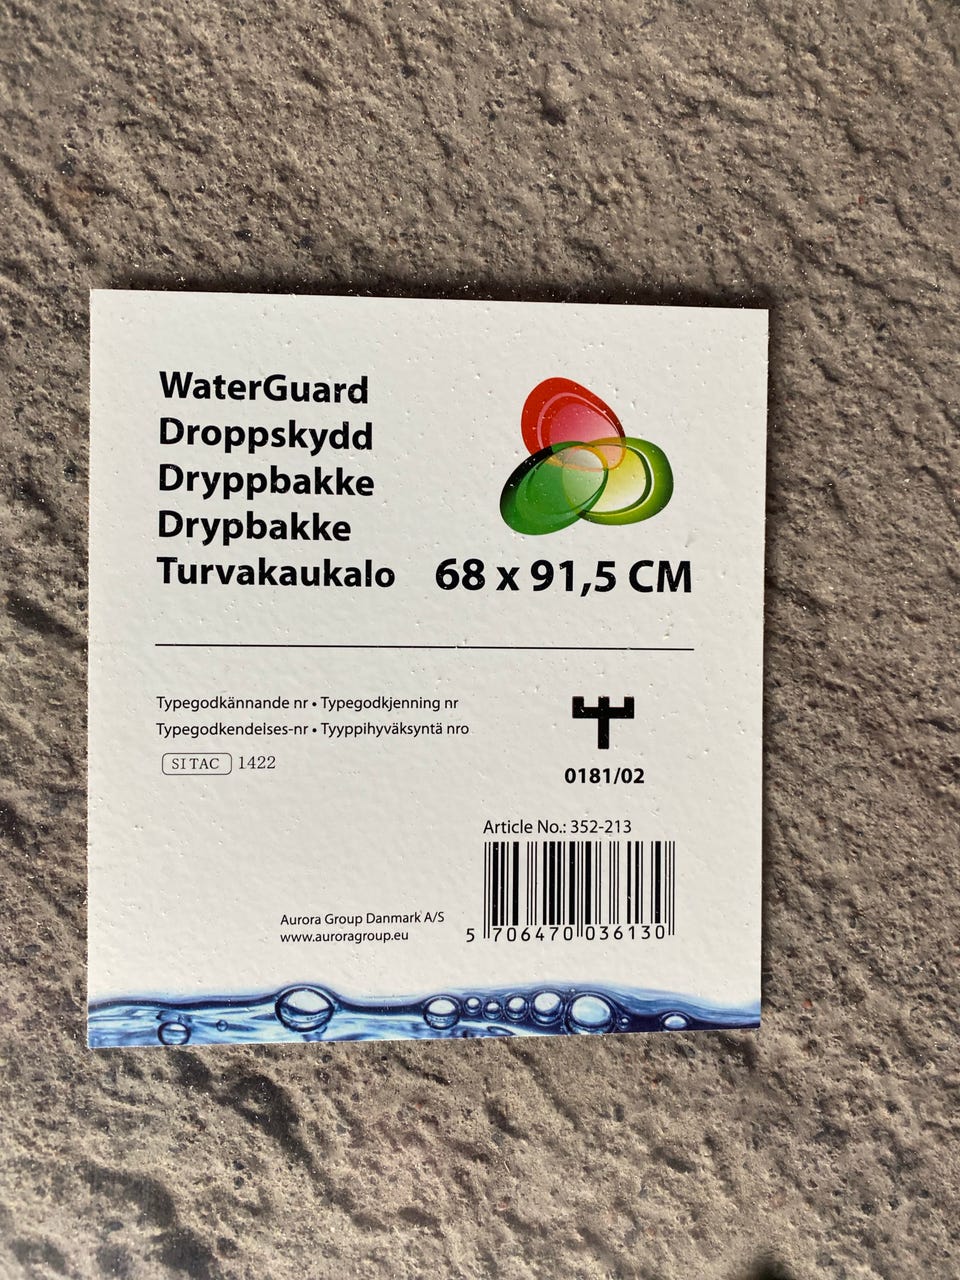 WaterGuard
Droppskydd
Dryppbakke
Drypbakke
Turvakaukalo
68 x 91,5 CM
Typegodkännande nr • Typegodkjenning nr
Typegodkendelses-nr • Tyyppihyväksyntä nro
SITAC 1422
0181/02
Article No.: 352-213
5 706470 036130
Aurora Group Danmark A/S
www.auroragroup.eu